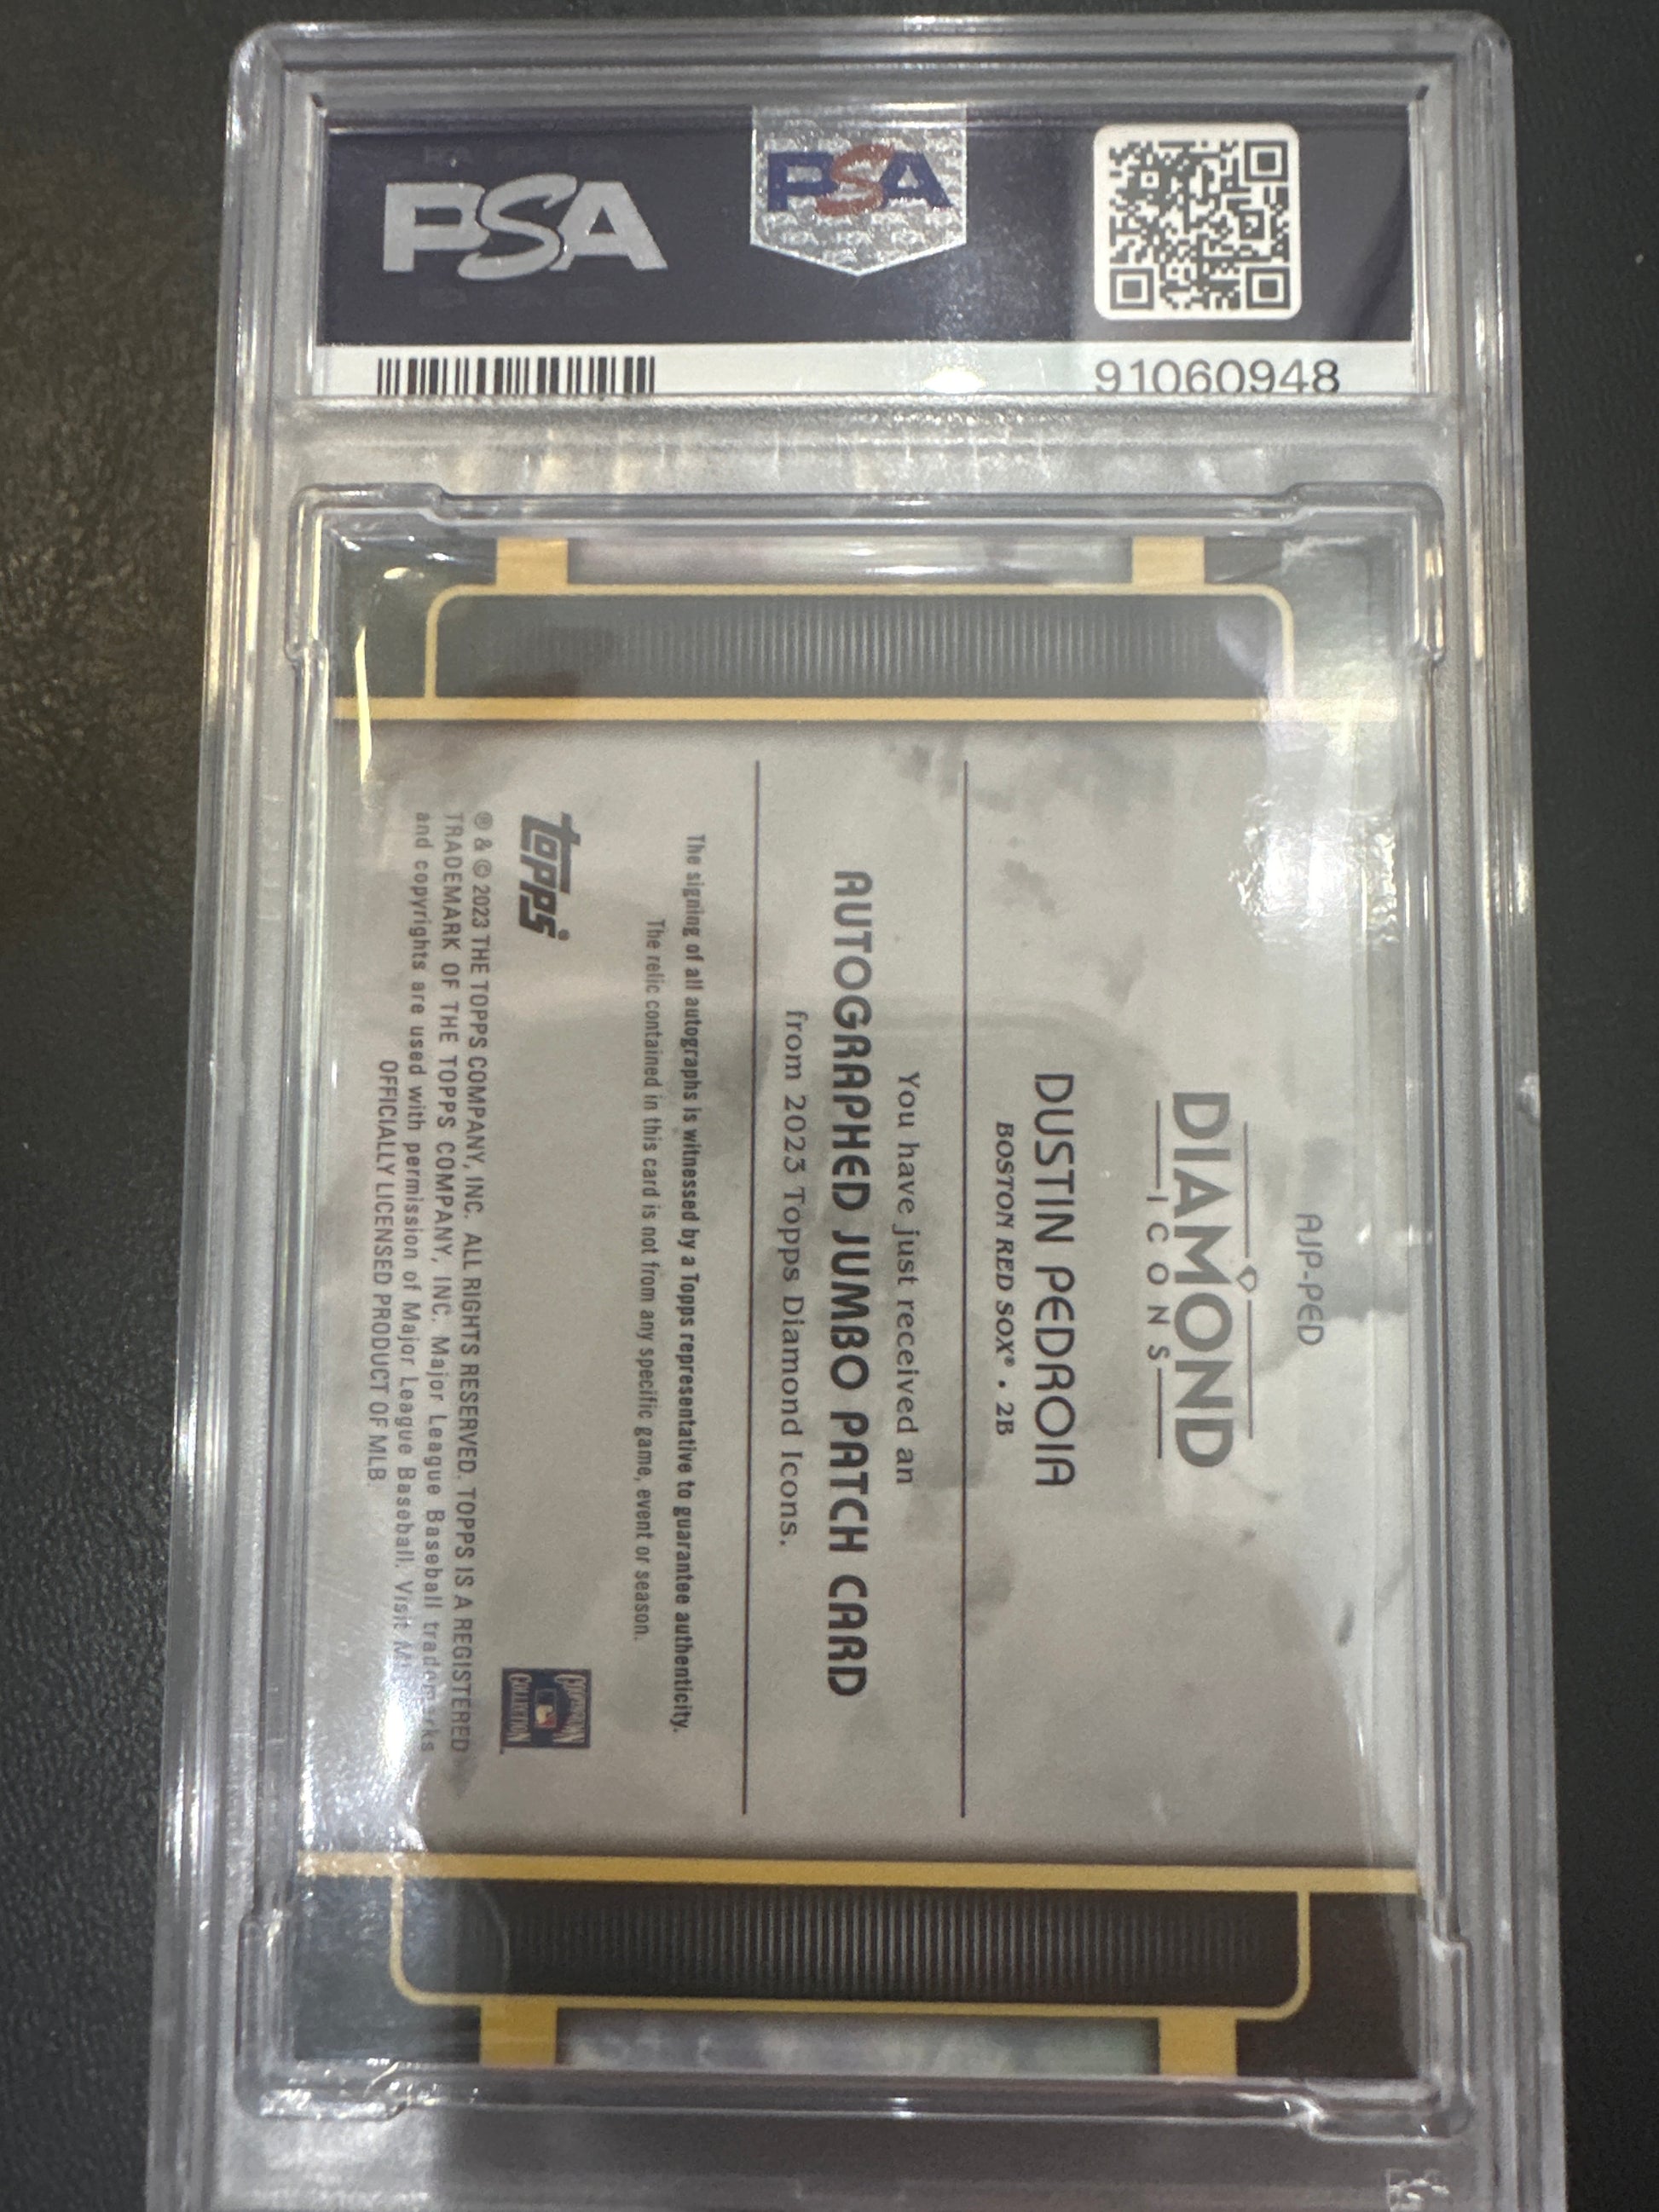 PSA
PSA
91060948
AJP-PED
DIAMOND
ICONS
DUSTIN PEDROIA
BOSTON RED SOX® • 2B
You have just received an
AUTOGRAPHED JUMBO PATCH CARD
from 2023 Topps Diamond Icons.
The signing of all autographs is witnessed by a Topps representative to guarantee authenticity.
The relic contained in this card is not from any specific game, event or season.
topps®
COOPERSTOWN
COLLECTION
® & © 2023 THE TOPPS COMPANY, INC. ALL RIGHTS RESERVED. TOPPS IS A REGISTERED
TRADEMARK OF THE TOPPS COMPANY, INC. Major League Baseball trademarks
and copyrights are used with permission of Major League Baseball. Visit
OFFICIALLY LICENSED PRODUCT OF MLB.